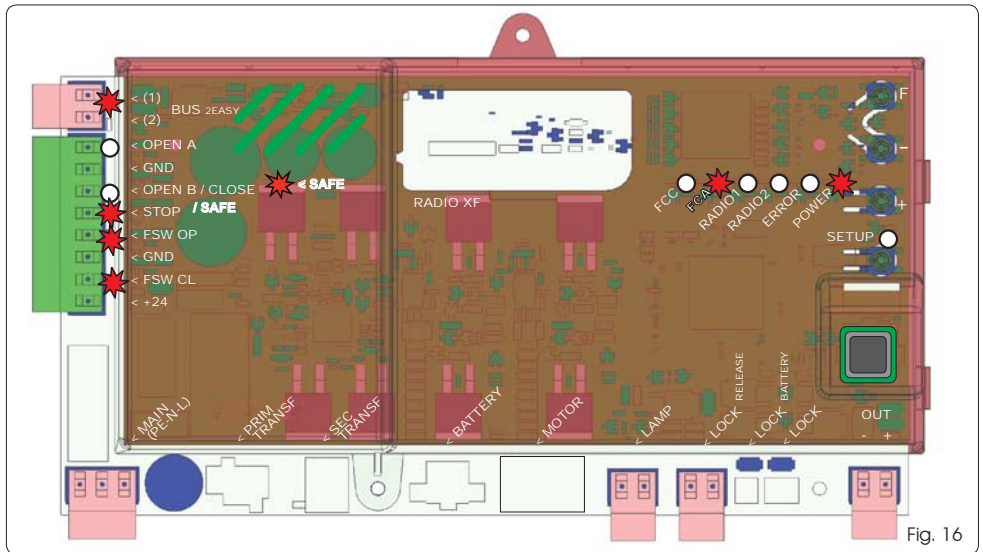 < (1)
BUS 2EASY
< (2)
< OPEN A
< GND
< OPEN B / CLOSE
/ SAFE
< STOP
< FSW OP
< GND
< FSW CL
< +24
< SAFE
RADIO XF
FCC
FCA
RADIO1
RADIO2
ERROR
POWER
F
-
+
SETUP
< MAIN
(PE-N-L)
< PRIM
TRANSF
< SEC
TRANSF
< BATTERY
< MOTOR
< LAMP
< LOCK RELEASE
< LOCK BATTERY
< LOCK
OUT
- +
Fig. 16